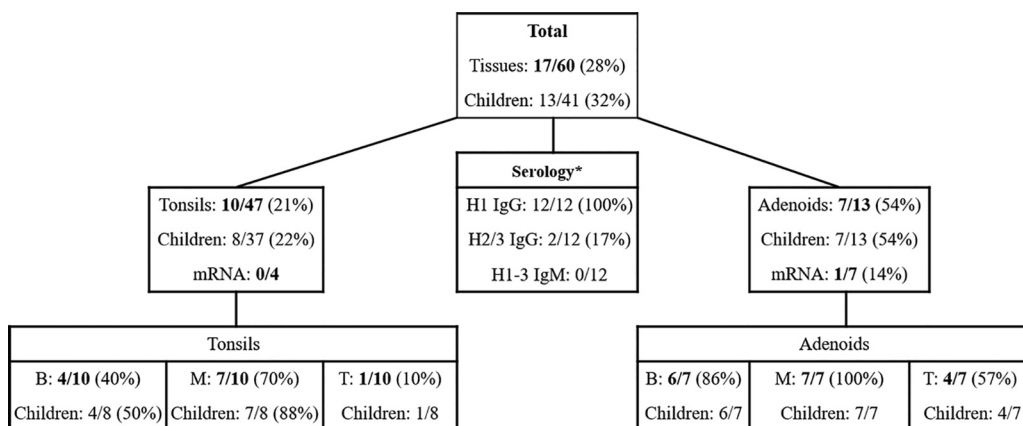 Total
Tissues: 17/60 (28%)
Children: 13/41 (32%)
Tonsils: 10/47 (21%)
Children: 8/37 (22%)
mRNA: 0/4
Serology*
H1 IgG: 12/12 (100%)
H2/3 IgG: 2/12 (17%)
H1-3 IgM: 0/12
Adenoids: 7/13 (54%)
Children: 7/13 (54%)
mRNA: 1/7 (14%)
Tonsils
B: 4/10 (40%)
Children: 4/8 (50%)
M: 7/10 (70%)
Children: 7/8 (88%)
T: 1/10 (10%)
Children: 1/8
Adenoids
B: 6/7 (86%)
Children: 6/7
M: 7/7 (100%)
Children: 7/7
T: 4/7 (57%)
Children: 4/7